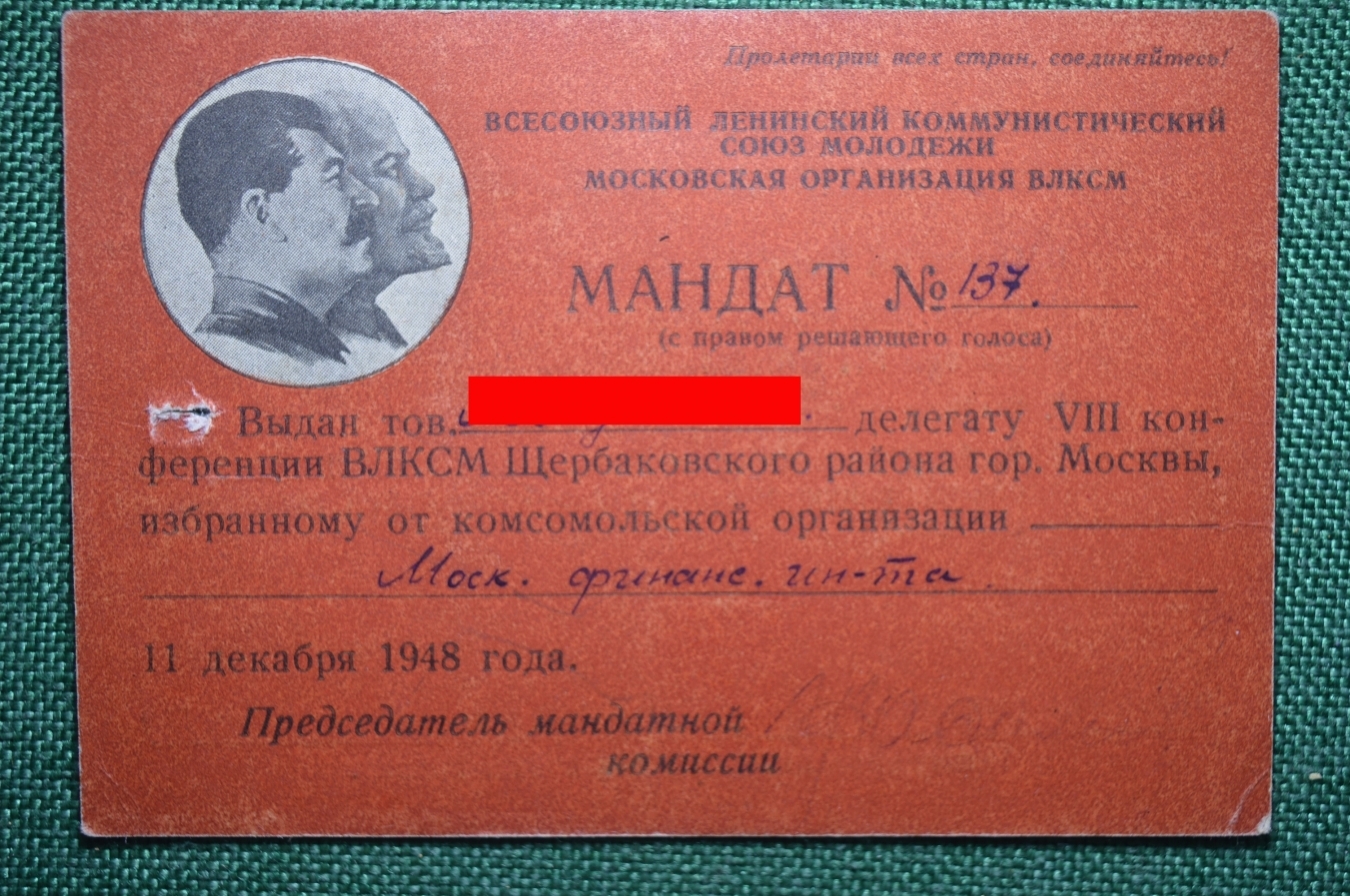 Пролетарии всех стран, соединяйтесь!
ВСЕСОЮЗНЫЙ ЛЕНИНСКИЙ КОММУНИСТИЧЕСКИЙ
СОЮЗ МОЛОДЕЖИ
МОСКОВСКАЯ ОРГАНИЗАЦИЯ ВЛКСМ
МАНДАТ № 137.
(с правом решающего голоса)
Выдан тов. делегату VIII кон-
ференции ВЛКСМ Щербаковского района гор. Москвы,
избранному от комсомольской организации
Моск. финанс. ин-та
11 декабря 1948 года.
Председатель мандатной
комиссии